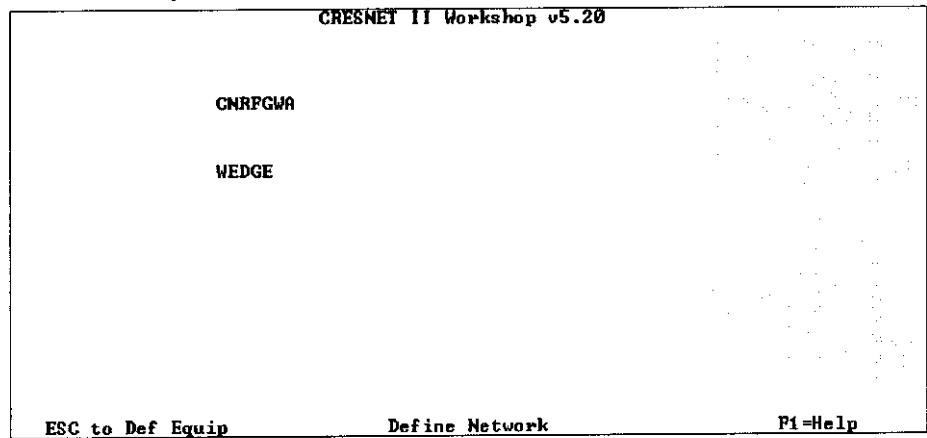 CRESNET II Workshop v5.20
CNRFGWA
WEDGE
ESC to Def Equip Define Network F1=Help